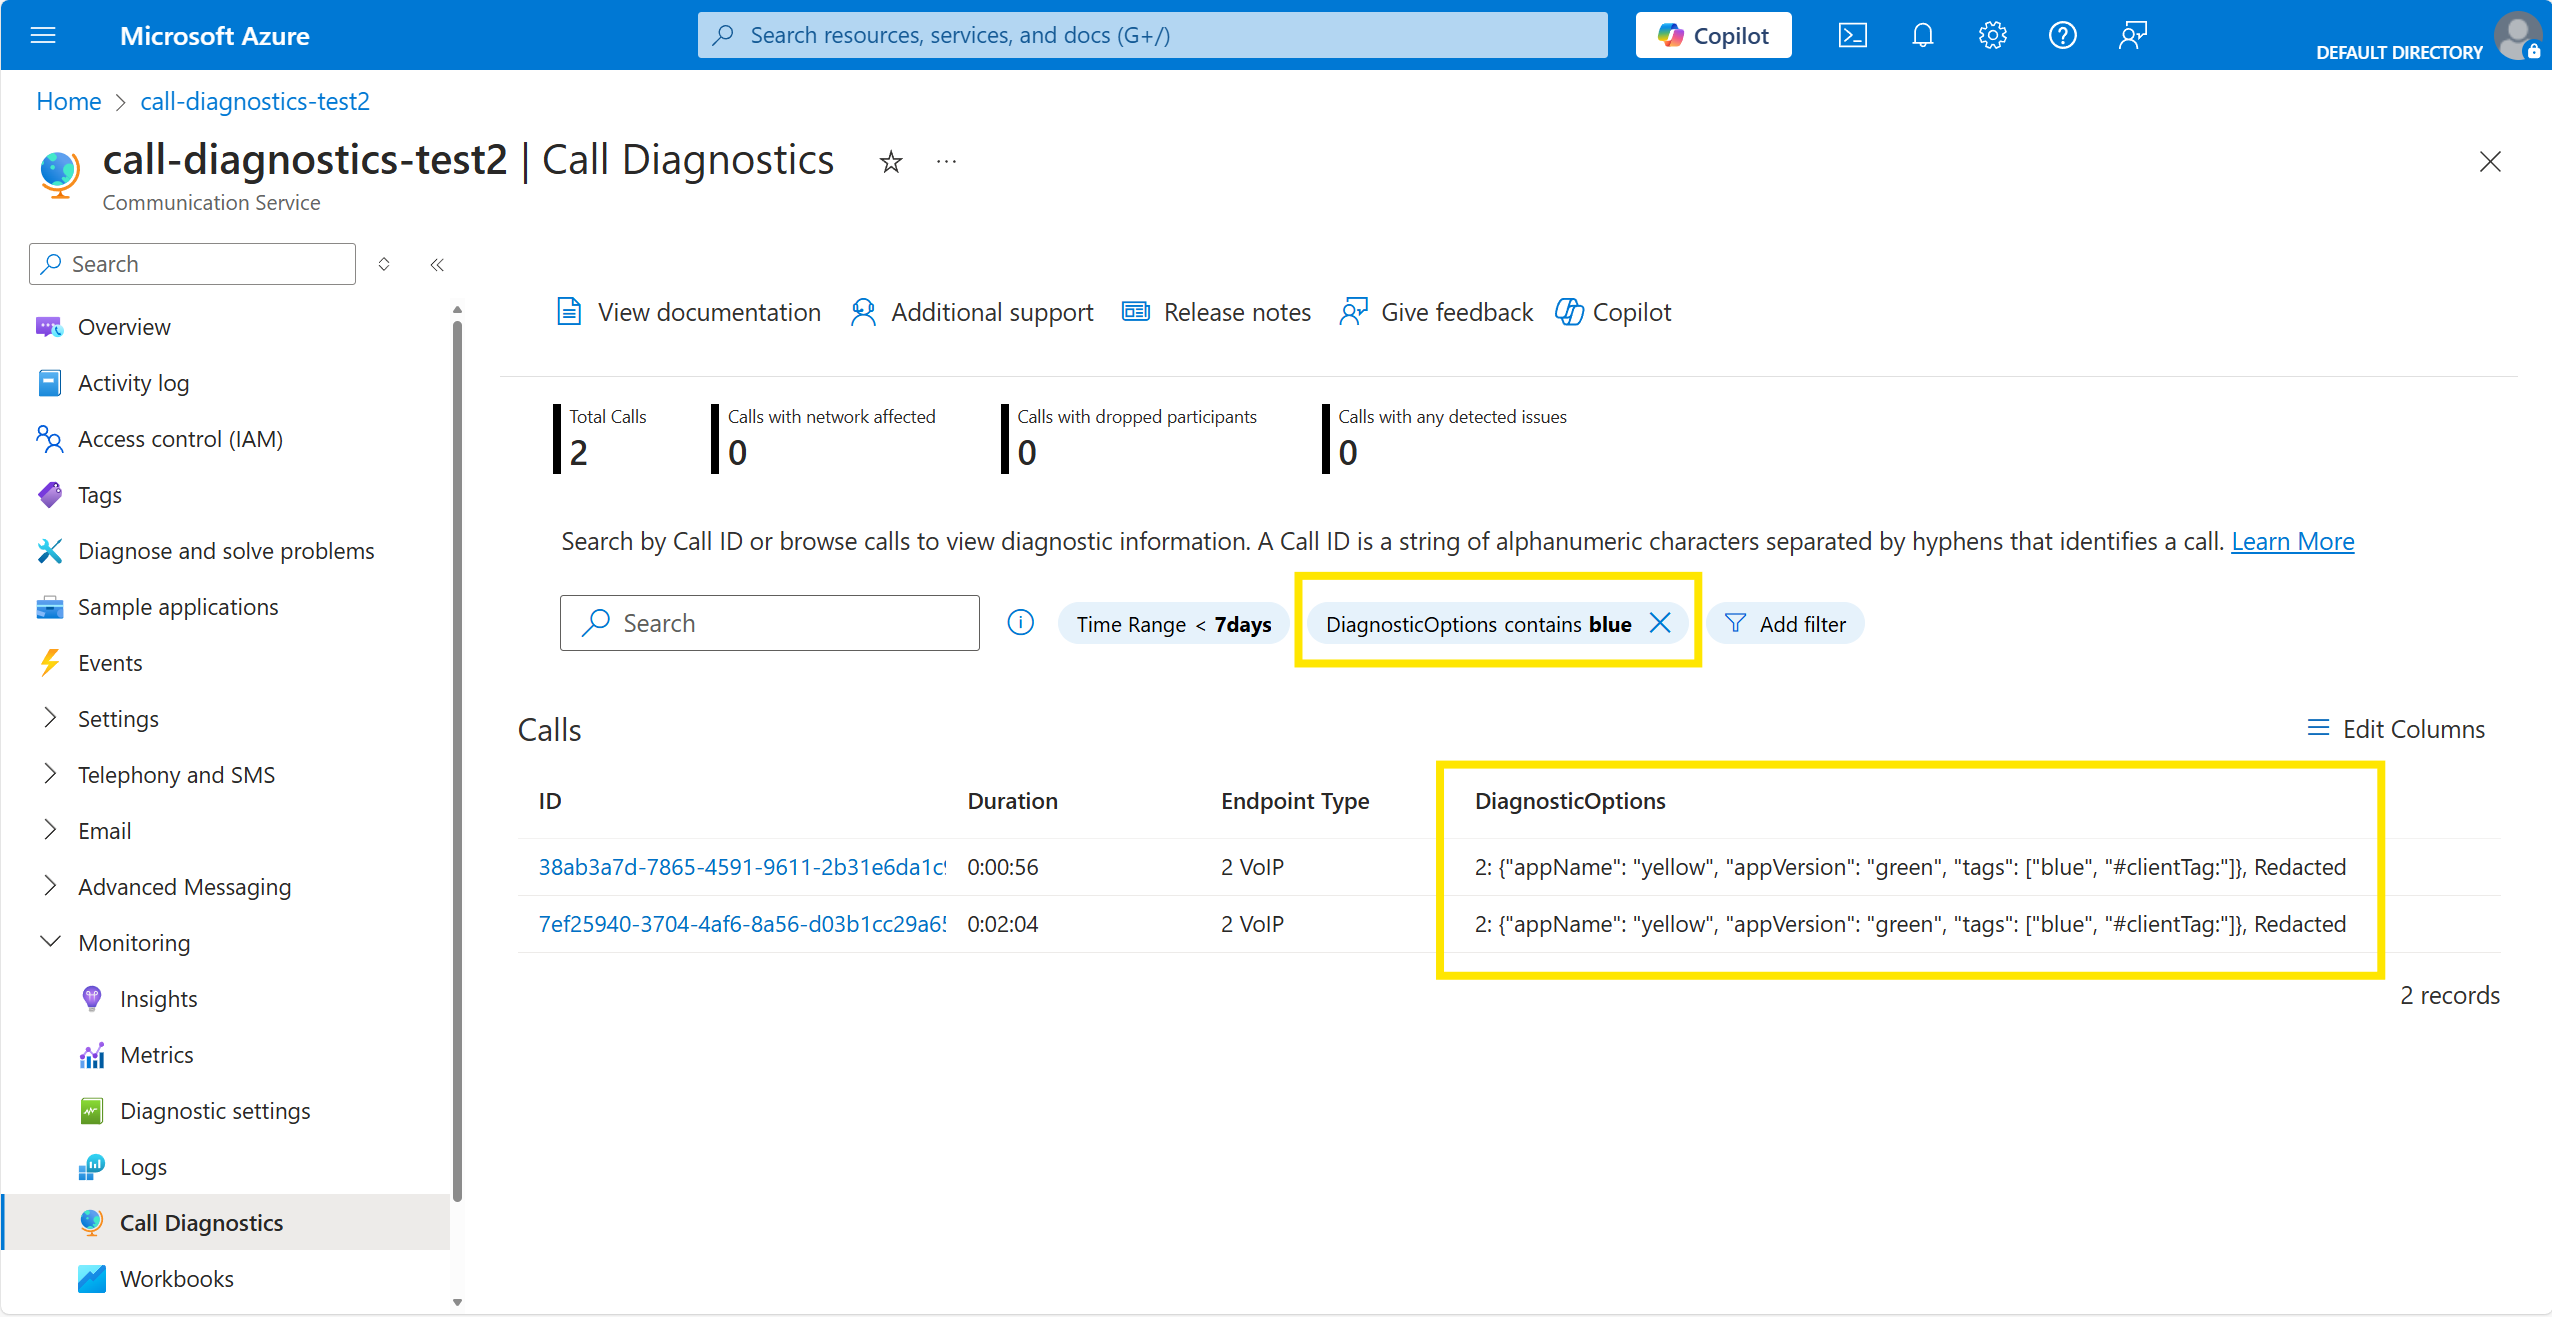 Microsoft Azure
Search resources, services, and docs (G+/)
Copilot
DEFAULT DIRECTORY
Home > call-diagnostics-test2
call-diagnostics-test2 | Call Diagnostics
Communication Service
Search
Overview
Activity log
Access control (IAM)
Tags
Diagnose and solve problems
Sample applications
Events
Settings
Telephony and SMS
Email
Advanced Messaging
Monitoring
Insights
Metrics
Diagnostic settings
Logs
Call Diagnostics
Workbooks
View documentation
Additional support
Release notes
Give feedback
Copilot
Total Calls
2
Calls with network affected
0
Calls with dropped participants
0
Calls with any detected issues
0
Search by Call ID or browse calls to view diagnostic information. A Call ID is a string of alphanumeric characters separated by hyphens that identifies a call. Learn More
Search
Time Range < 7days
DiagnosticOptions contains blue
Add filter
Calls
Edit Columns
ID Duration Endpoint Type DiagnosticOptions
38ab3a7d-7865-4591-9611-2b31e6da1c9 0:00:56 2 VoIP 2: {"appName": "yellow", "appVersion": "green", "tags": ["blue", "#clientTag:"]}, Redacted
7ef25940-3704-4af6-8a56-d03b1cc29a65 0:02:04 2 VoIP 2: {"appName": "yellow", "appVersion": "green", "tags": ["blue", "#clientTag:"]}, Redacted
2 records